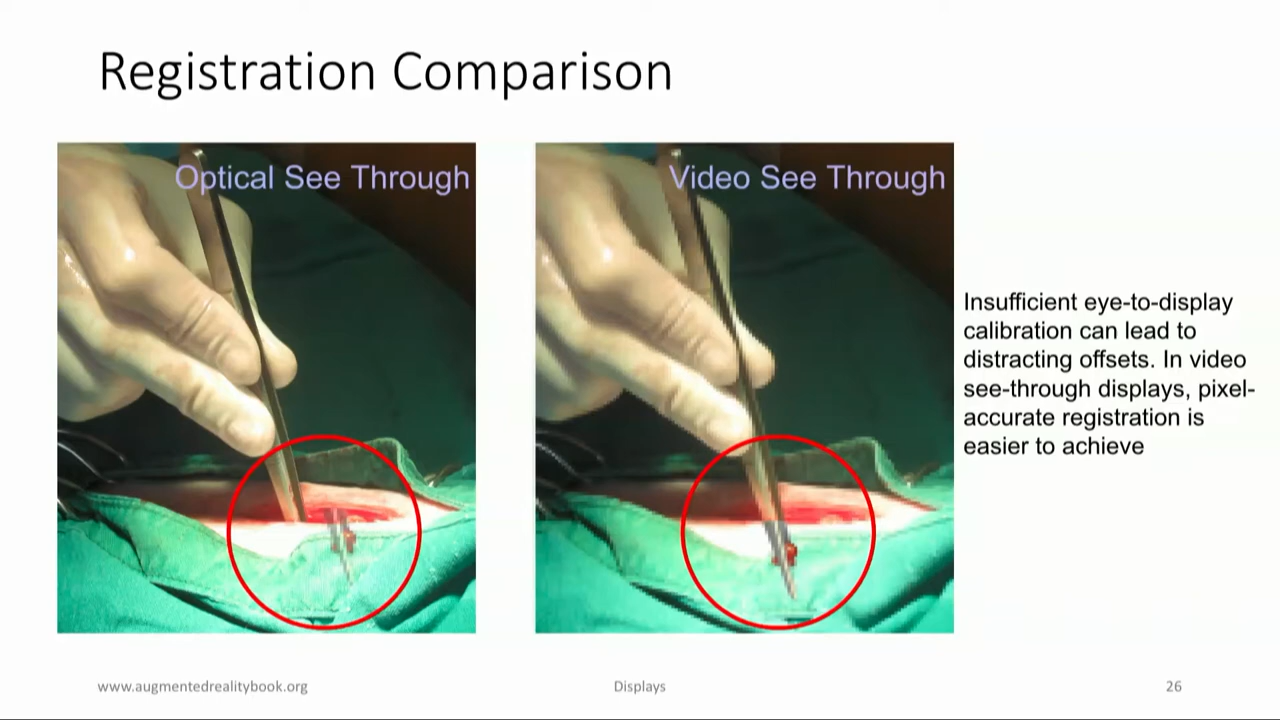 Registration Comparison
Optical See Through
Video See Through
Insufficient eye-to-display
calibration can lead to
distracting offsets. In video
see-through displays, pixel-
accurate registration is
easier to achieve
www.augmentedrealitybook.org
Displays
26